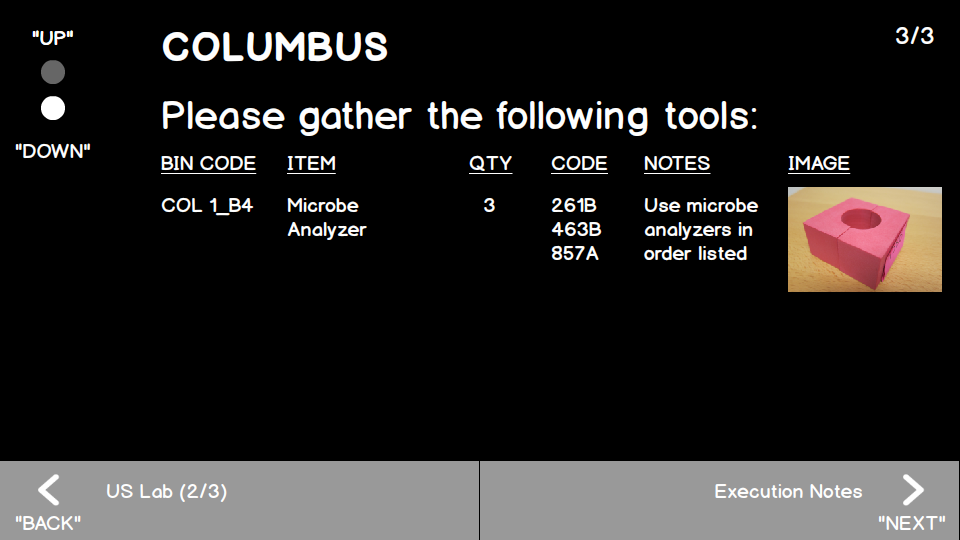 "UP"
COLUMBUS
3/3
"DOWN"
Please gather the following tools:
BIN CODE ITEM QTY CODE NOTES IMAGE
COL 1_B4 Microbe 3 261B Use microbe
Analyzer 463B analyzers in
857A order listed
US Lab (2/3)
"BACK"
Execution Notes
"NEXT"